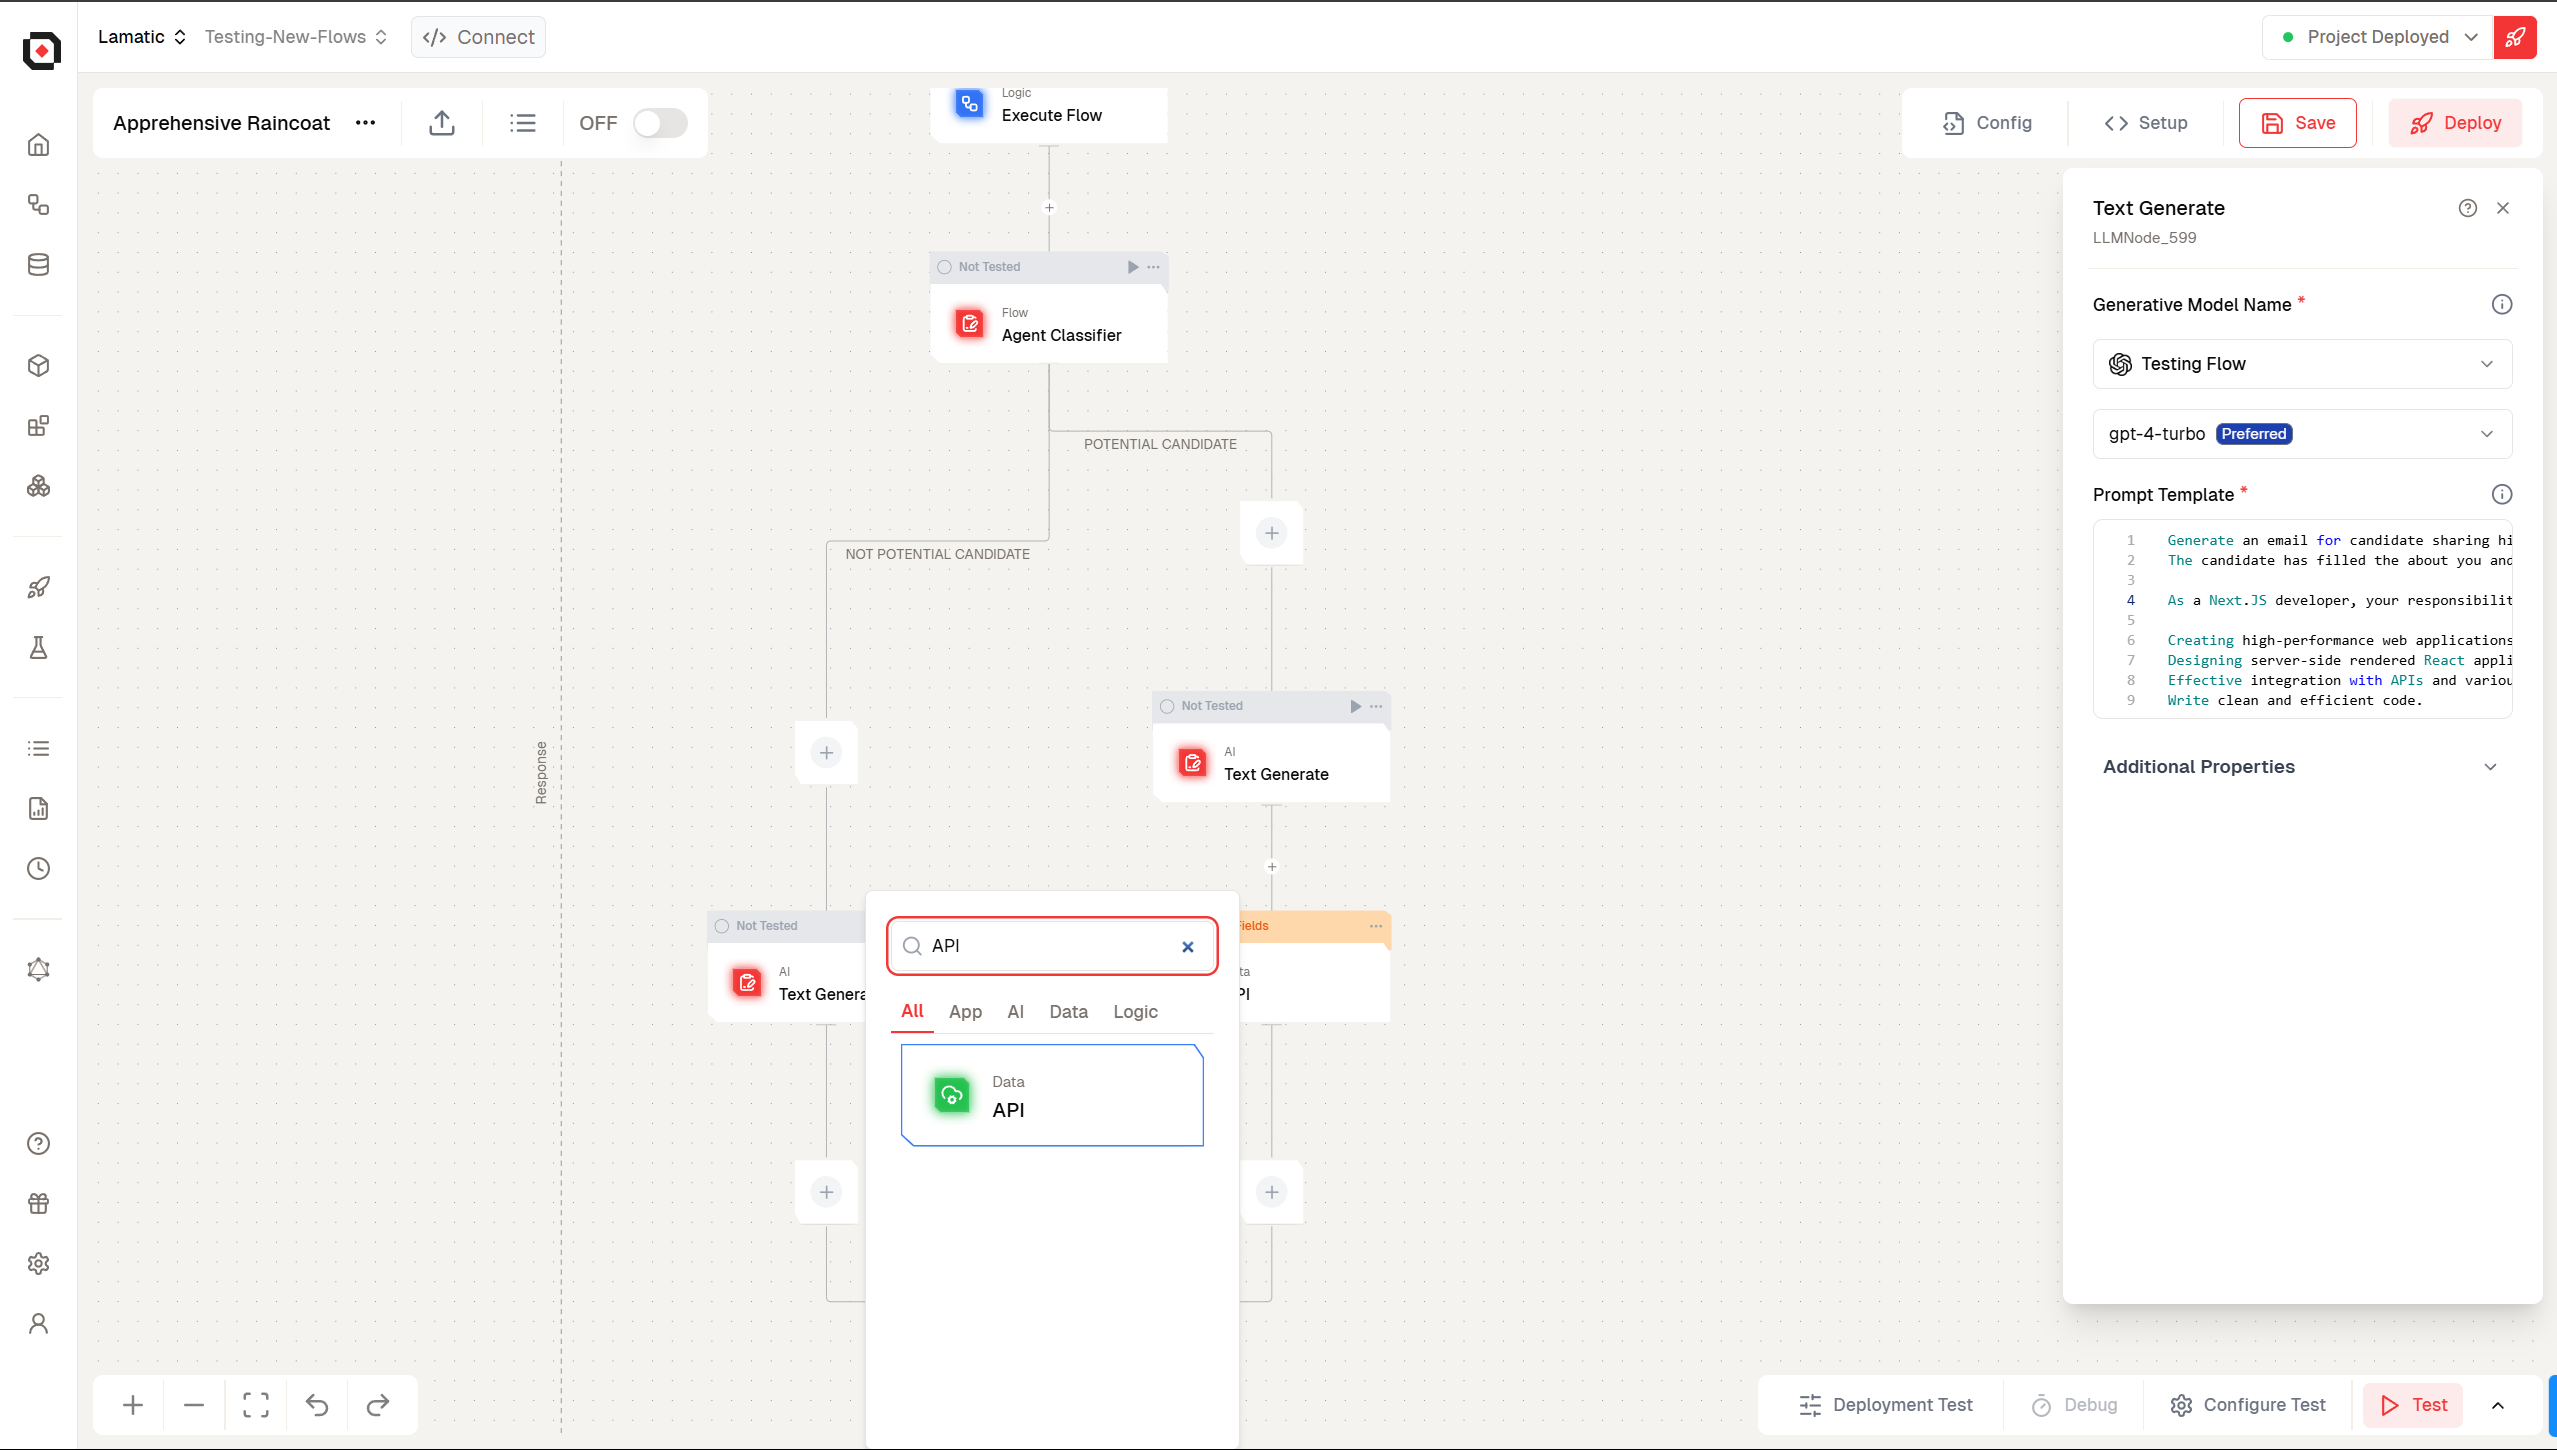 Lamatic
Testing-New-Flows
</> Connect
Project Deployed
Apprehensive Raincoat
OFF
Config
Setup
Save
Deploy
Logic
Execute Flow
Not Tested
Flow
Agent Classifier
POTENTIAL CANDIDATE
NOT POTENTIAL CANDIDATE
Response
Not Tested
AI
Text Generate
Not Tested
AI
Text Genera
ields
ta
PI
API
All
App
AI
Data
Logic
Data
API
Text Generate
LLMNode_599
Generative Model Name *
Testing Flow
gpt-4-turbo Preferred
Prompt Template *
1 Generate an email for candidate sharing hi
2 The candidate has filled the about you and
3
4 As a Next.JS developer, your responsibilit
5
6 Creating high-performance web applications
7 Designing server-side rendered React appli
8 Effective integration with APIs and variou
9 Write clean and efficient code.
Additional Properties
Deployment Test
Debug
Configure Test
Test